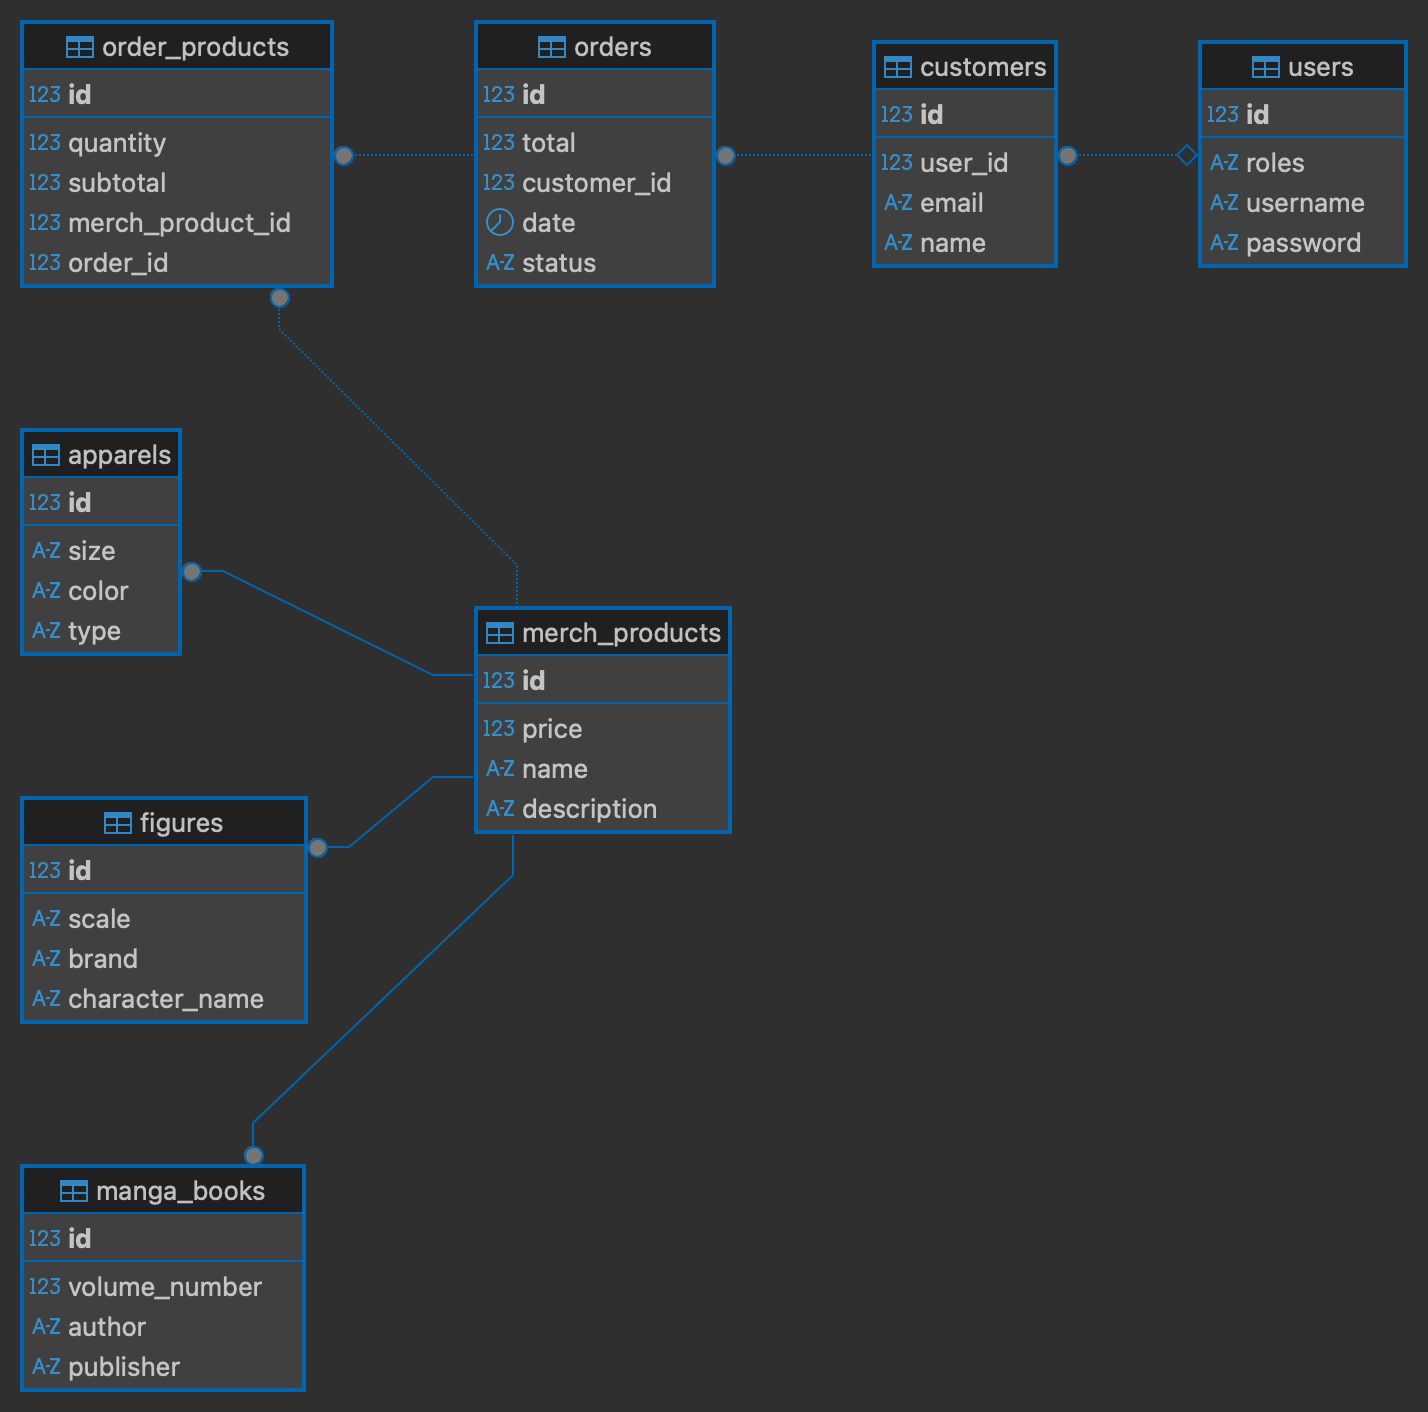 order_products
123 id
123 quantity
123 subtotal
123 merch_product_id
123 order_id
orders
123 id
123 total
123 customer_id
date
A-Z status
customers
123 id
123 user_id
A-Z email
A-Z name
users
123 id
A-Z roles
A-Z username
A-Z password
apparels
123 id
A-Z size
A-Z color
A-Z type
merch_products
123 id
123 price
A-Z name
A-Z description
figures
123 id
A-Z scale
A-Z brand
A-Z character_name
manga_books
123 id
123 volume_number
A-Z author
A-Z publisher